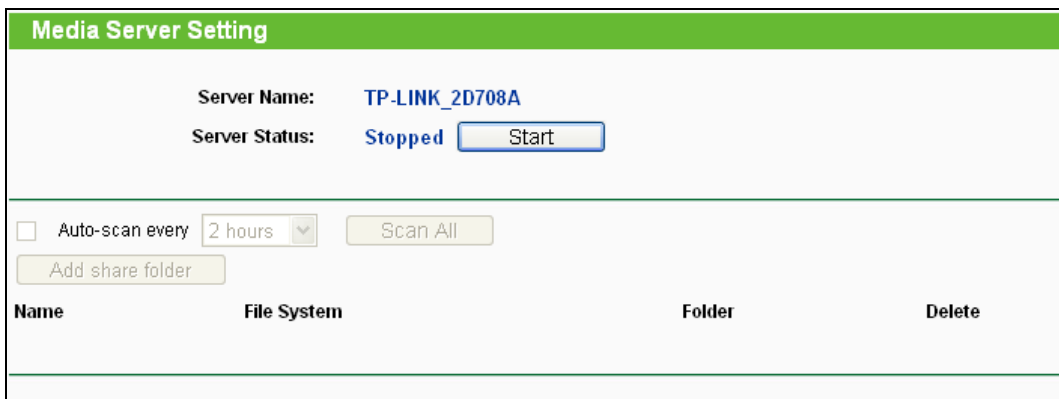 Media Server Setting
Server Name: TP-LINK_2D708A
Server Status: Stopped Start
Auto-scan every 2 hours Scan All
Add share folder
Name File System Folder Delete